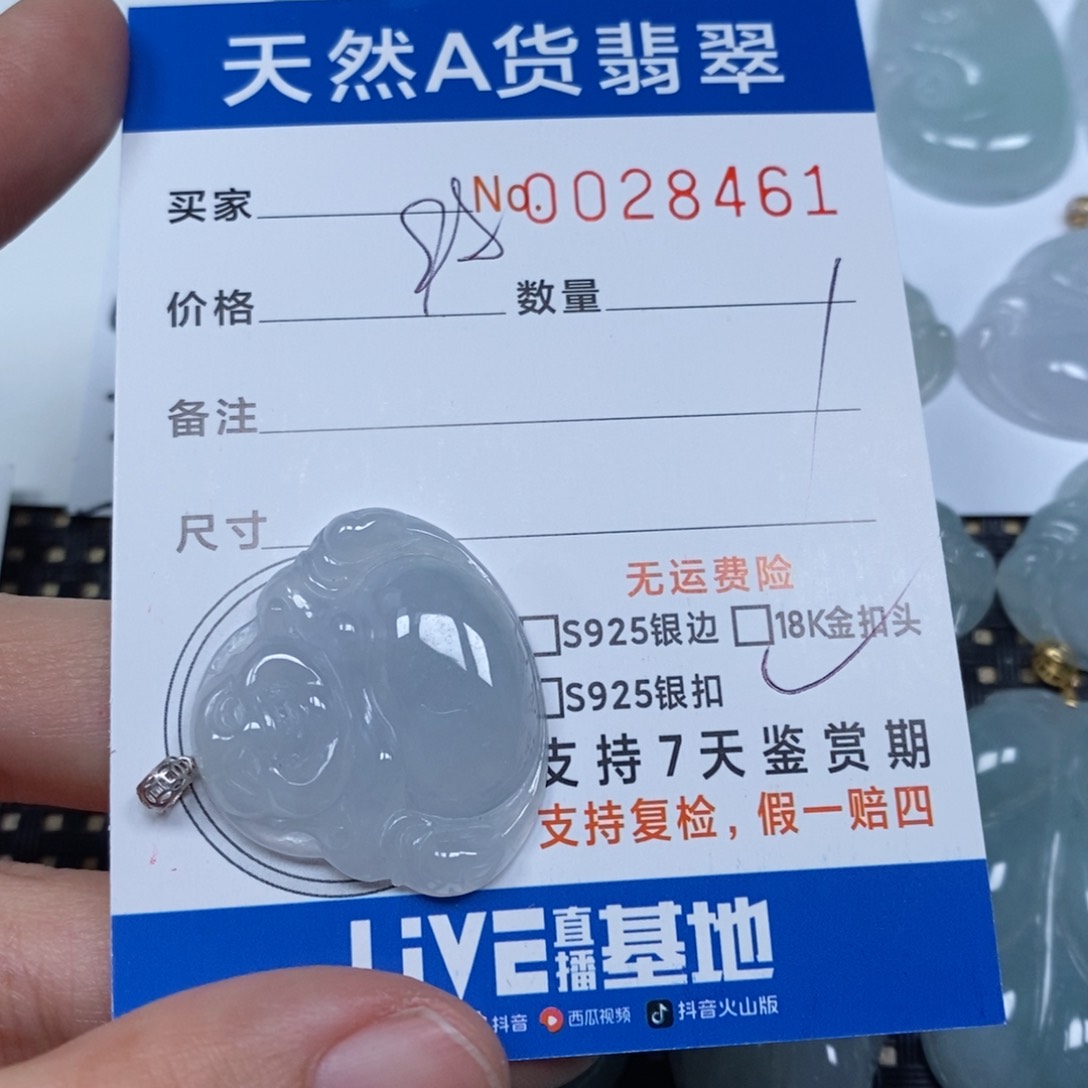 天然A货翡翠
买家 No.0028461
价格 数量 1
备注
尺寸
无运费险
S925银边 18K金扣头
S925银扣
支持7天鉴赏期
支持复检，假一赔四
LiVE直播基地
抖音 西瓜视频 抖音火山版